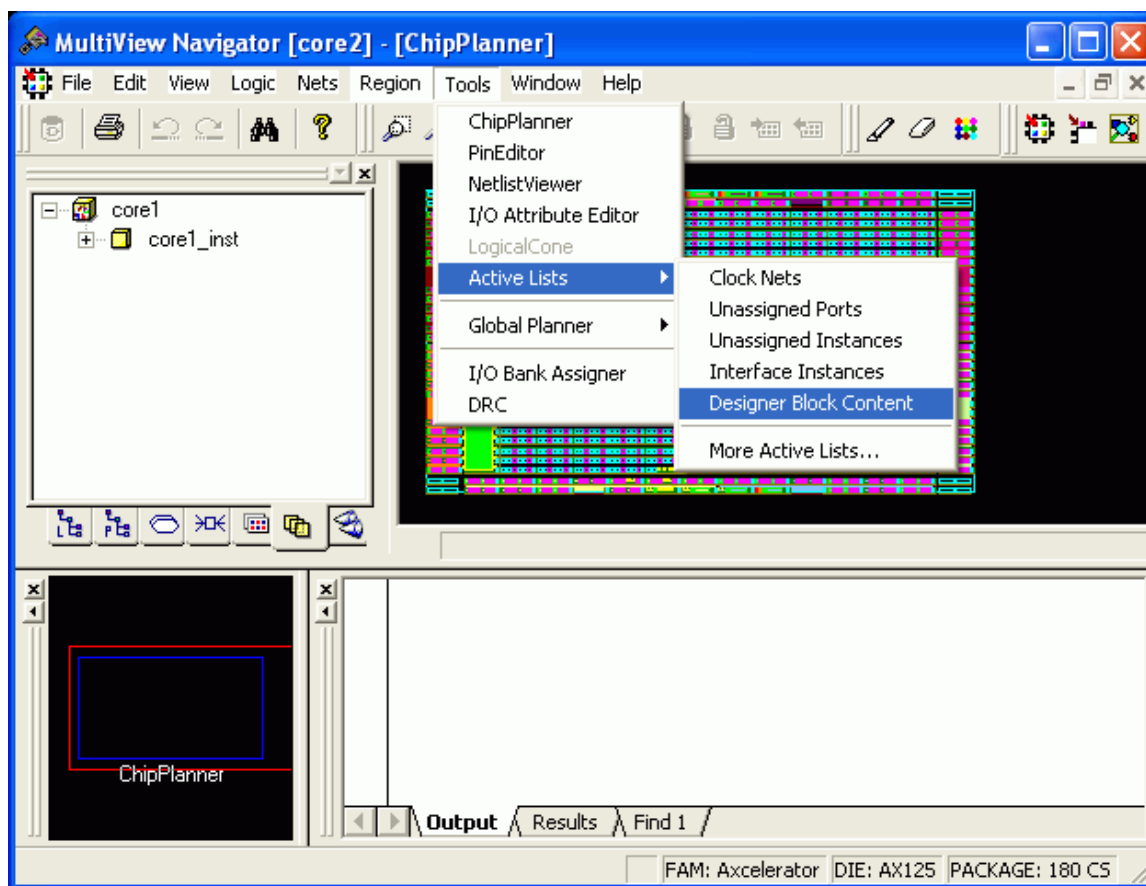 MultiView Navigator [core2] - [ChipPlanner]
File Edit View Logic Nets Region Tools Window Help
ChipPlanner
PinEditor
NetlistViewer
I/O Attribute Editor
LogicalCone
Active Lists
Global Planner
I/O Bank Assigner
DRC
Clock Nets
Unassigned Ports
Unassigned Instances
Interface Instances
Designer Block Content
More Active Lists...
core1
core1_inst
L P
ChipPlanner
Output Results Find 1
FAM: Axcelerator DIE: AX125 PACKAGE: 180 CS